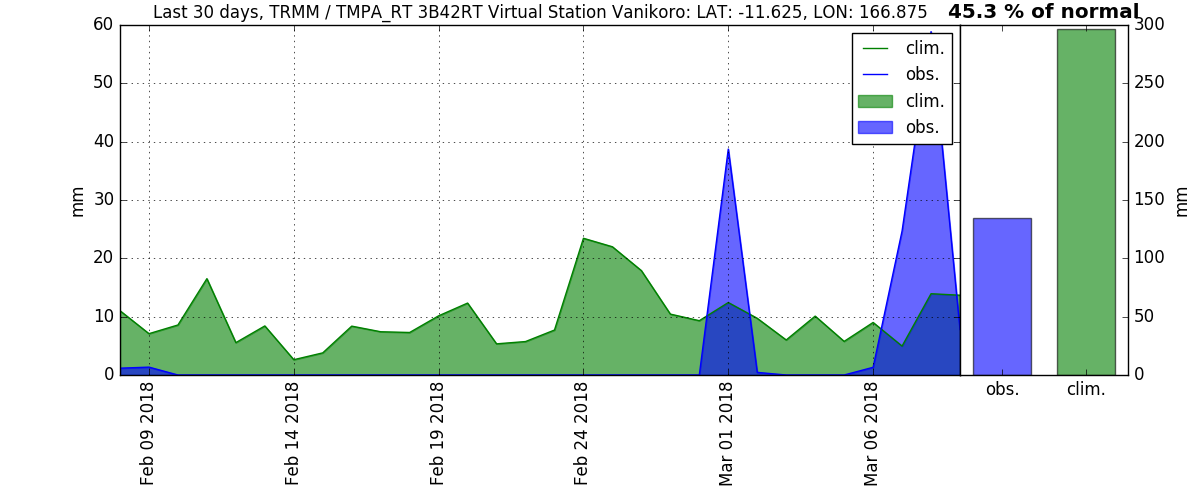 Last 30 days, TRMM / TMPA_RT 3B42RT Virtual Station Vanikoro: LAT: -11.625, LON: 166.875
45.3 % of normal
60
50
40
30
20
10
0
mm
clim.
obs.
clim.
obs.
300
250
200
150
100
50
0
mm
Feb 09 2018
Feb 14 2018
Feb 19 2018
Feb 24 2018
Mar 01 2018
Mar 06 2018
obs.
clim.